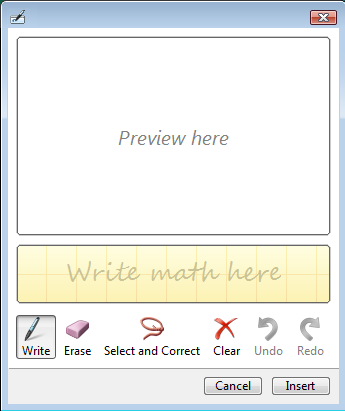 Preview here
Write math here
Write Erase Select and Correct Clear Undo Redo
Cancel Insert